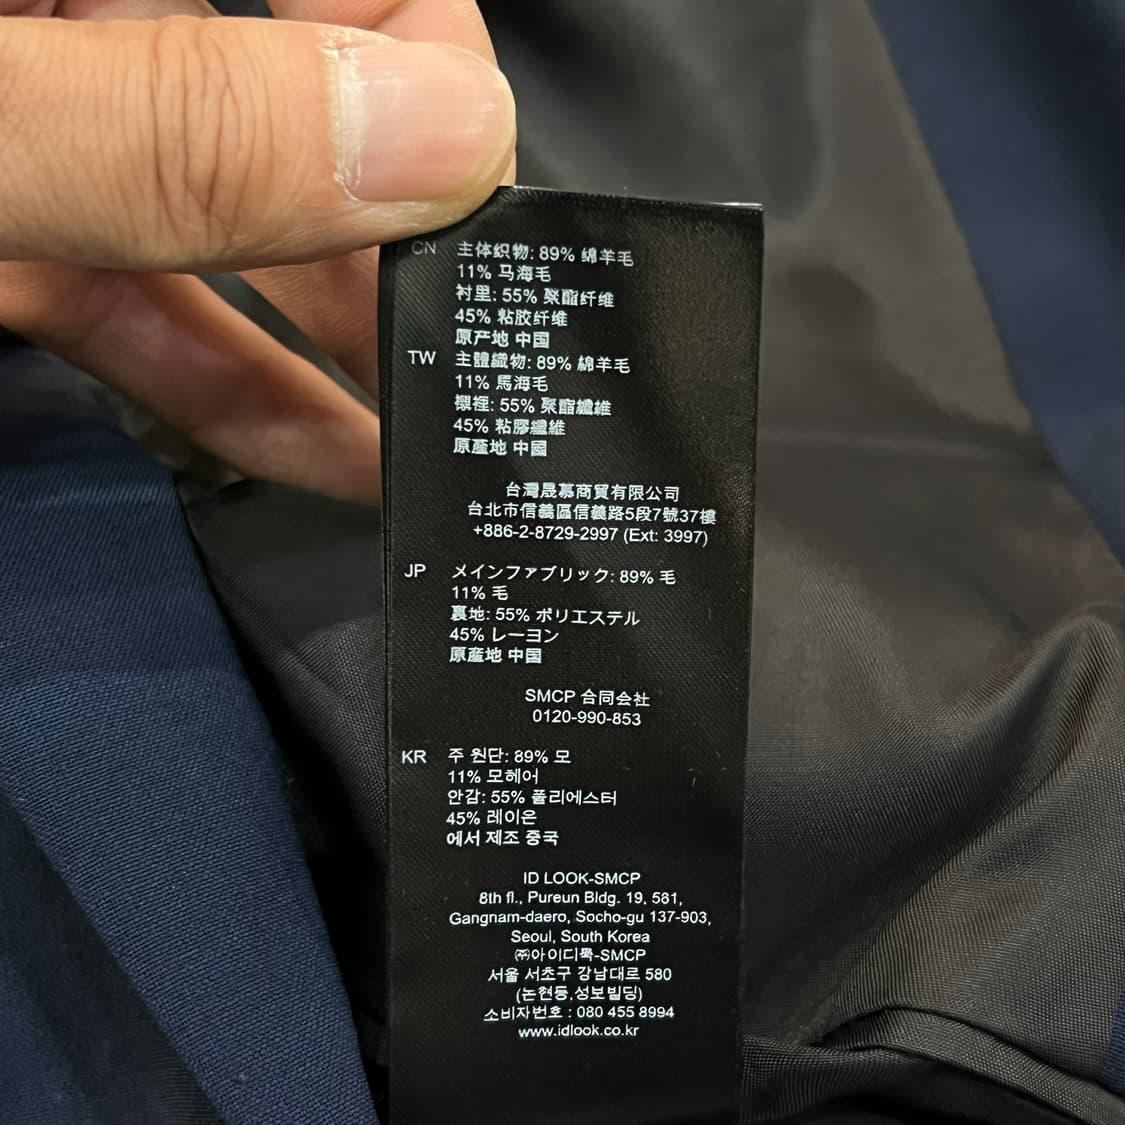 CN 主体织物: 89% 绵羊毛
11% 马海毛
衬里: 55% 聚酯纤维
45% 粘胶纤维
原产地 中国
TW 主體織物: 89% 綿羊毛
11% 馬海毛
襯裡: 55% 聚酯纖維
45% 粘膠纖維
原產地 中國
台灣晟慕商貿有限公司
台北市信義區信義路5段7號37樓
+886-2-8729-2997 (Ext: 3997)
JP メインファブリック: 89% 毛
11% 毛
裏地: 55% ポリエステル
45% レーヨン
原産地 中国
SMCP 合同会社
0120-990-853
KR 주 원단: 89% 모
11% 모헤어
안감: 55% 폴리에스터
45% 레이온
에서 제조 중국
ID LOOK-SMCP
8th fl., Pureun Bldg. 19, 581,
Gangnam-daero, Socho-gu 137-903,
Seoul, South Korea
㈜아이디룩-SMCP
서울 서초구 강남대로 580
(논현동,성보빌딩)
소비자번호 : 080 455 8994
www.idlook.co.kr